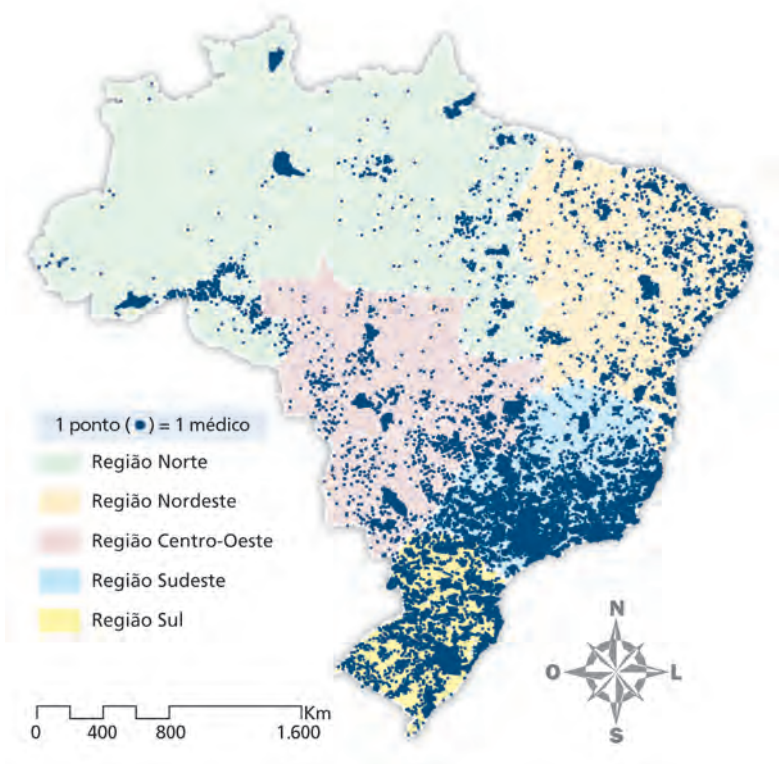 1 ponto (•) = 1 médico
Região Norte
Região Nordeste
Região Centro-Oeste
Região Sudeste
Região Sul
N
O L
S
Km
0 400 800 1.600